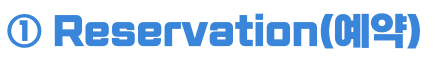 ① Reservation(예약)